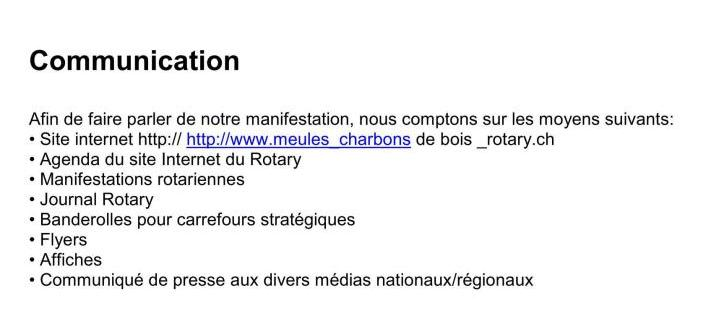 Communication
Afin de faire parler de notre manifestation, nous comptons sur les moyens suivants:
• Site internet http:// http://www.meules_charbons de bois _rotary.ch
• Agenda du site Internet du Rotary
• Manifestations rotariennes
• Journal Rotary
• Banderolles pour carrefours stratégiques
• Flyers
• Affiches
• Communiqué de presse aux divers médias nationaux/régionaux